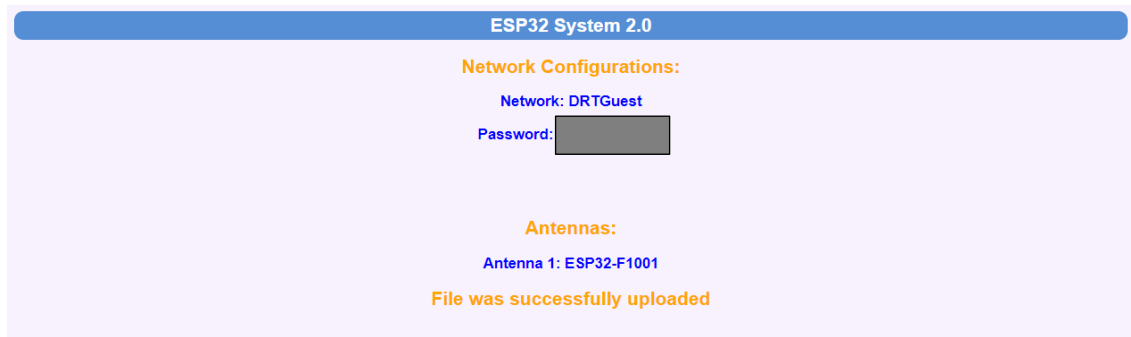 ESP32 System 2.0
Network Configurations:
Network: DRTGuest
Password:
Antennas:
Antenna 1: ESP32-F1001
File was successfully uploaded